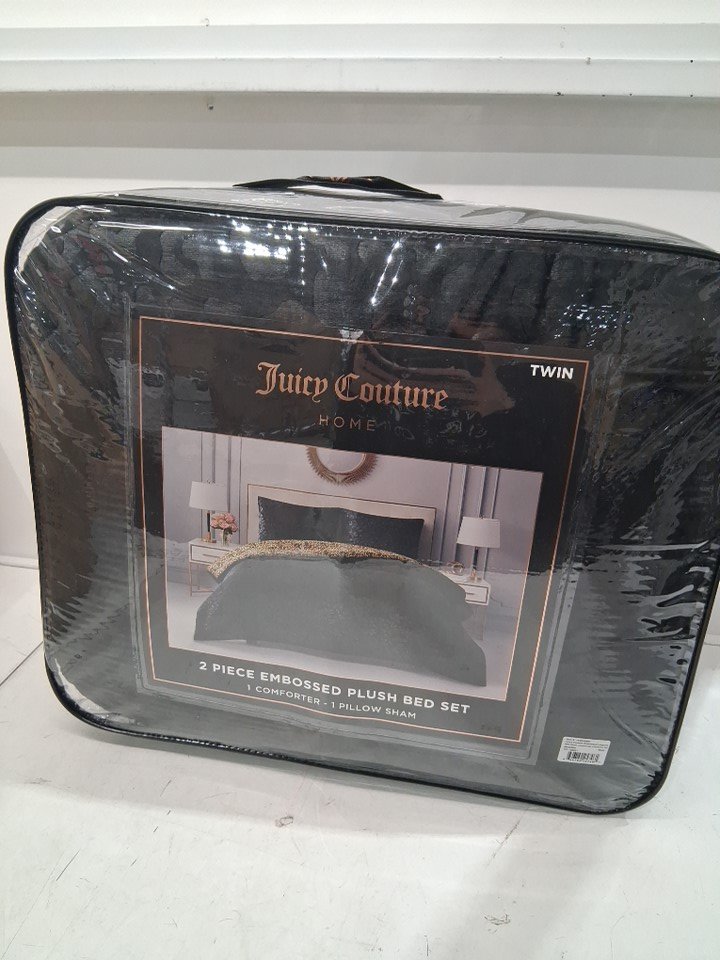 Juicy Couture
TWIN
HOME
2 PIECE EMBOSSED PLUSH BED SET
1 COMFORTER - 1 PILLOW SHAM